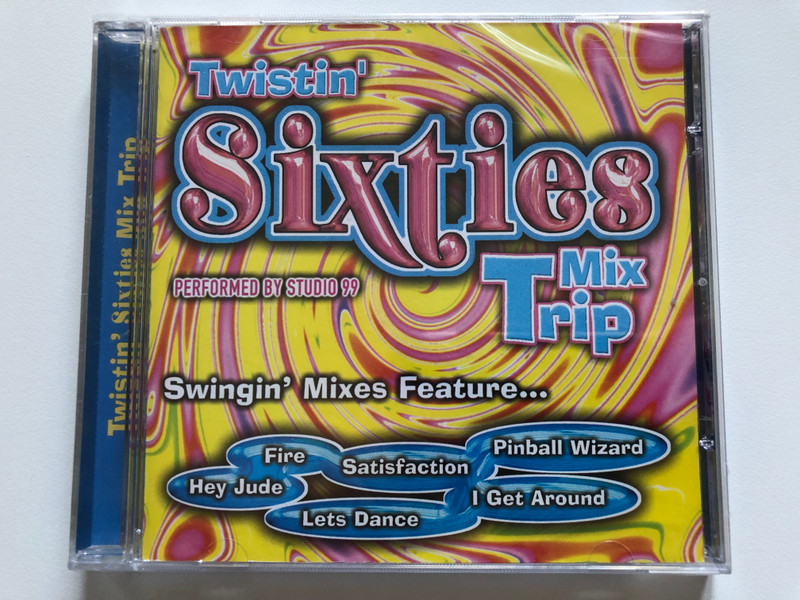 Twistin' Sixties Mix Trip
Twistin'
Sixties
Mix
Trip
PERFORMED BY STUDIO 99
Swingin' Mixes Feature...
Fire
Satisfaction
Pinball Wizard
Hey Jude
Lets Dance
I Get Around